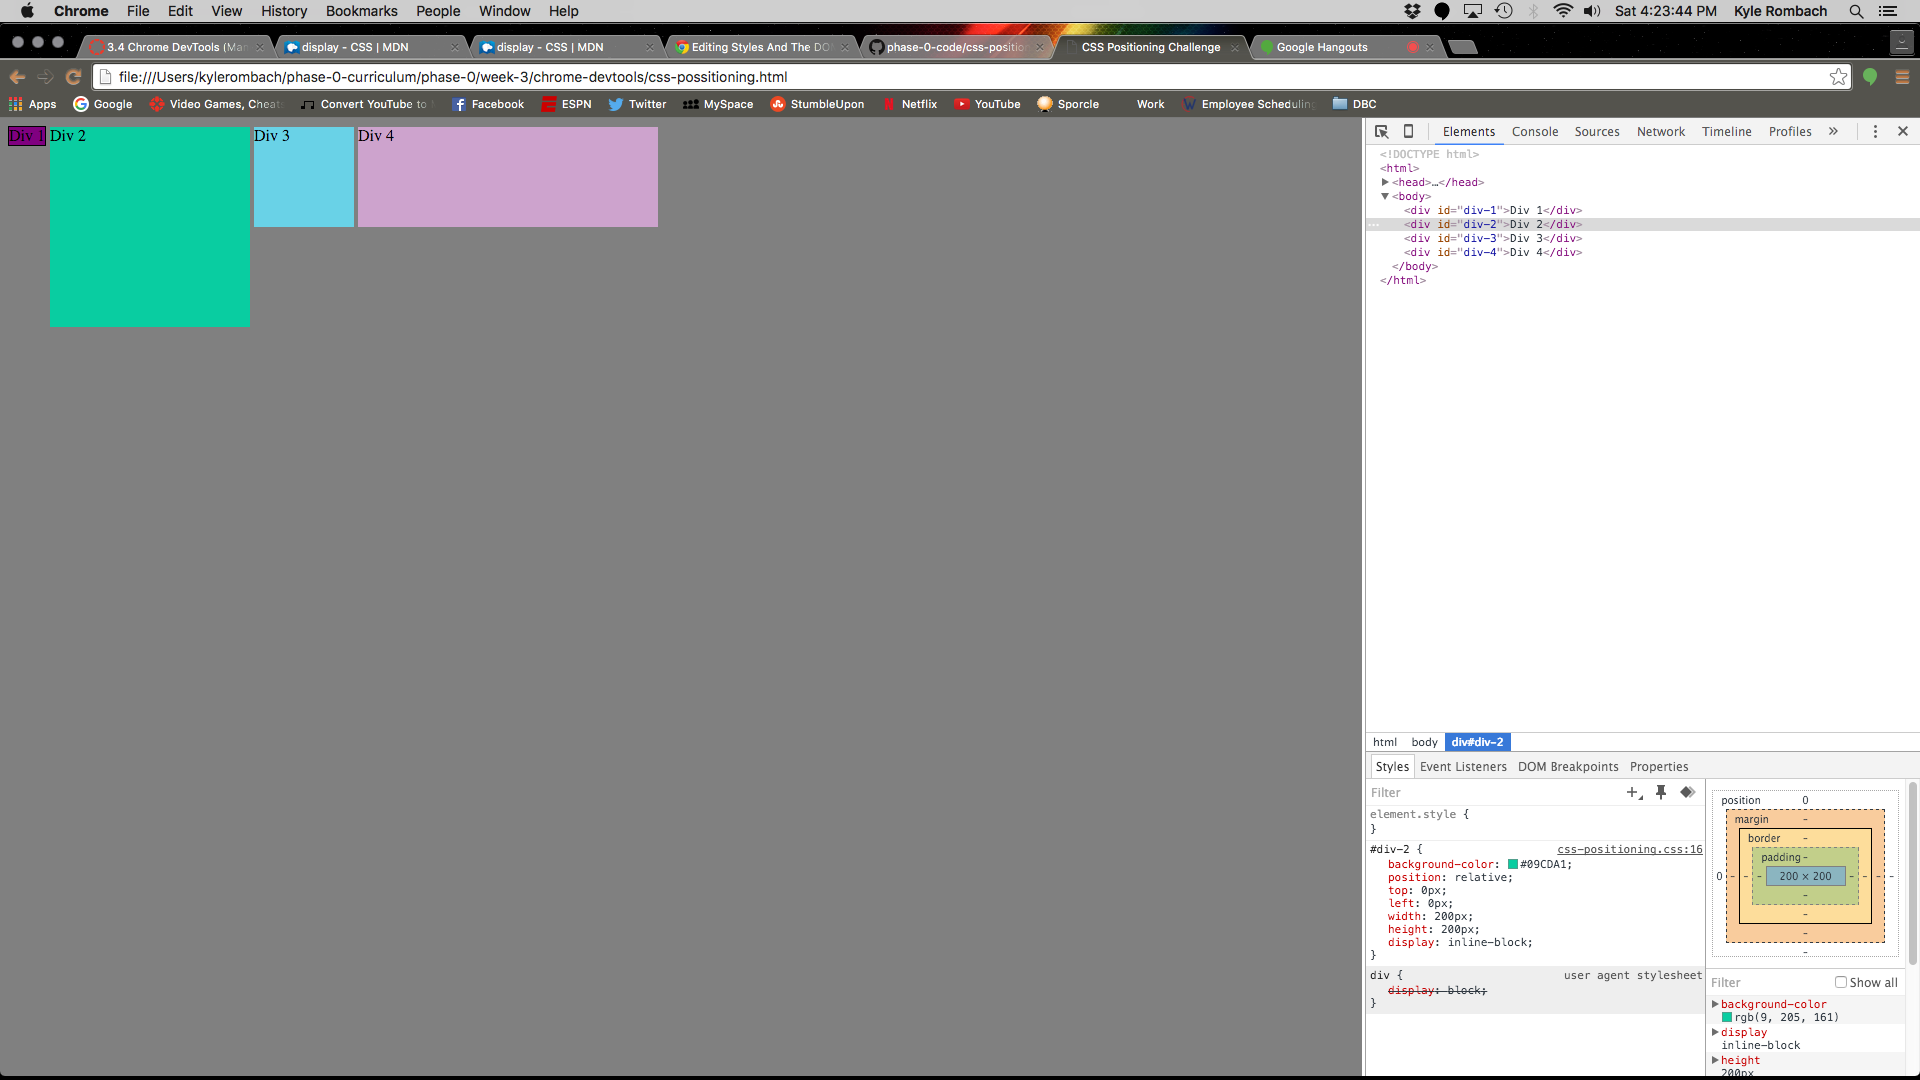 Chrome File Edit View History Bookmarks People Window Help Sat 4:23:44 PM Kyle Rombach
3.4 Chrome DevTools (Man display - CSS | MDN display - CSS | MDN Editing Styles And The DO phase-0-code/css-position CSS Positioning Challenge Google Hangouts
file:///Users/kylerombach/phase-0-curriculum/phase-0/week-3/chrome-devtools/css-possitioning.html
Apps Google Video Games, Cheats Convert YouTube to Facebook ESPN Twitter MySpace StumbleUpon Netflix YouTube Sporcle Work Employee Scheduling DBC
Div 1 Div 2 Div 3 Div 4
Elements Console Sources Network Timeline Profiles »
<!DOCTYPE html>
<html>
<head>…</head>
<body>
<div id="div-1">Div 1</div>
<div id="div-2">Div 2</div>
<div id="div-3">Div 3</div>
<div id="div-4">Div 4</div>
</body>
</html>
html body div#div-2
Styles Event Listeners DOM Breakpoints Properties
Filter
element.style {
}
#div-2 { css-positioning.css:16
background-color: #09CDA1;
position: relative;
top: 0px;
left: 0px;
width: 200px;
height: 200px;
display: inline-block;
}
div { user agent stylesheet
display: block;
}
position 0
margin -
border -
padding -
0 - - - 200 × 200 - - - -
-
-
-
-
Filter Show all
background-color
rgb(9, 205, 161)
display
inline-block
height
200px